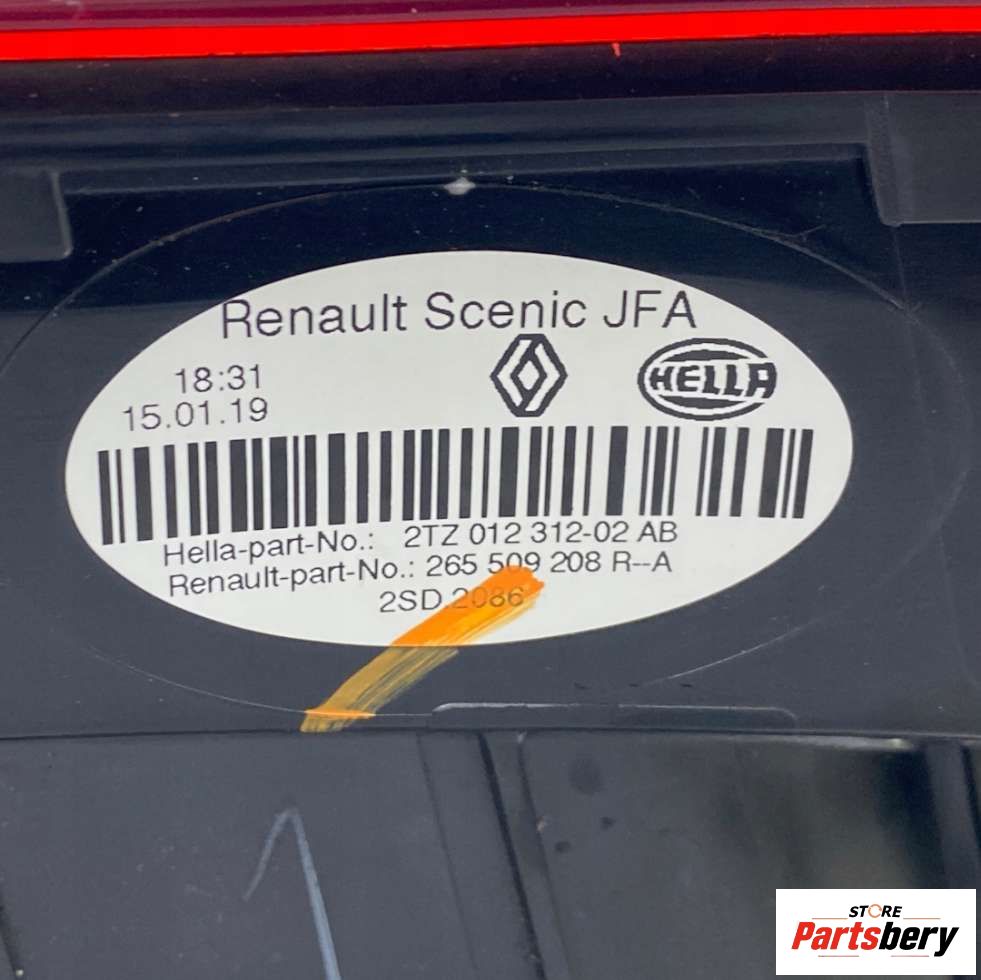 Renault Scenic JFA
18:31
15.01.19
HELLA
Hella-part-No.: 2TZ 012 312-02 AB
Renault-part-No.: 265 509 208 R--A
2SD.2086
STORE
Partsbery